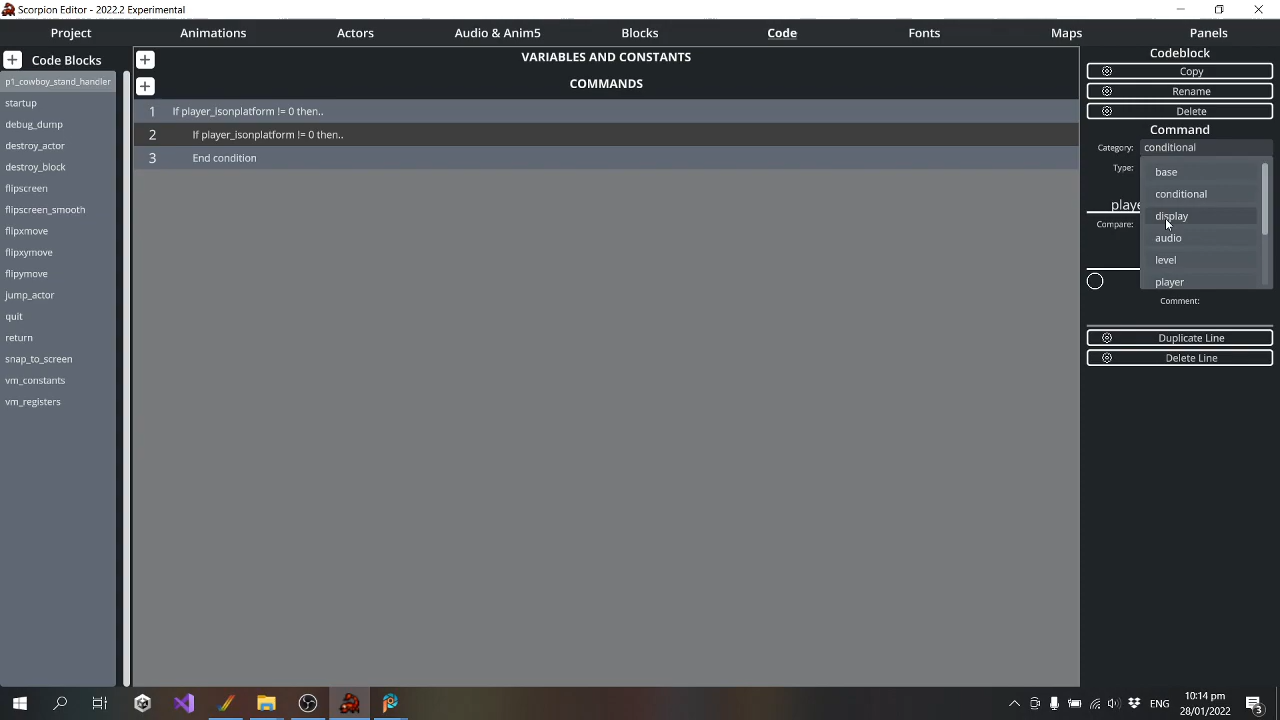 Scorpion Editor - 2022.2 Experimental
Project
Animations
Actors
Audio & Anim5
Blocks
Code
Fonts
Maps
Panels
+ Code Blocks
p1_cowboy_stand_handler
startup
debug_dump
destroy_actor
destroy_block
flipscreen
flipscreen_smooth
flipxmove
flipxymove
flipymove
jump_actor
quit
return
snap_to_screen
vm_constants
vm_registers
+ VARIABLES AND CONSTANTS
+ COMMANDS
1 If player_isonplatform != 0 then..
2 If player_isonplatform != 0 then..
3 End condition
Codeblock
Copy
Rename
Delete
Command
Category: conditional
Type:
base
conditional
display
audio
level
player
playe
Compare:
Comment:
Duplicate Line
Delete Line
ENG
10:14 pm
28/01/2022
3